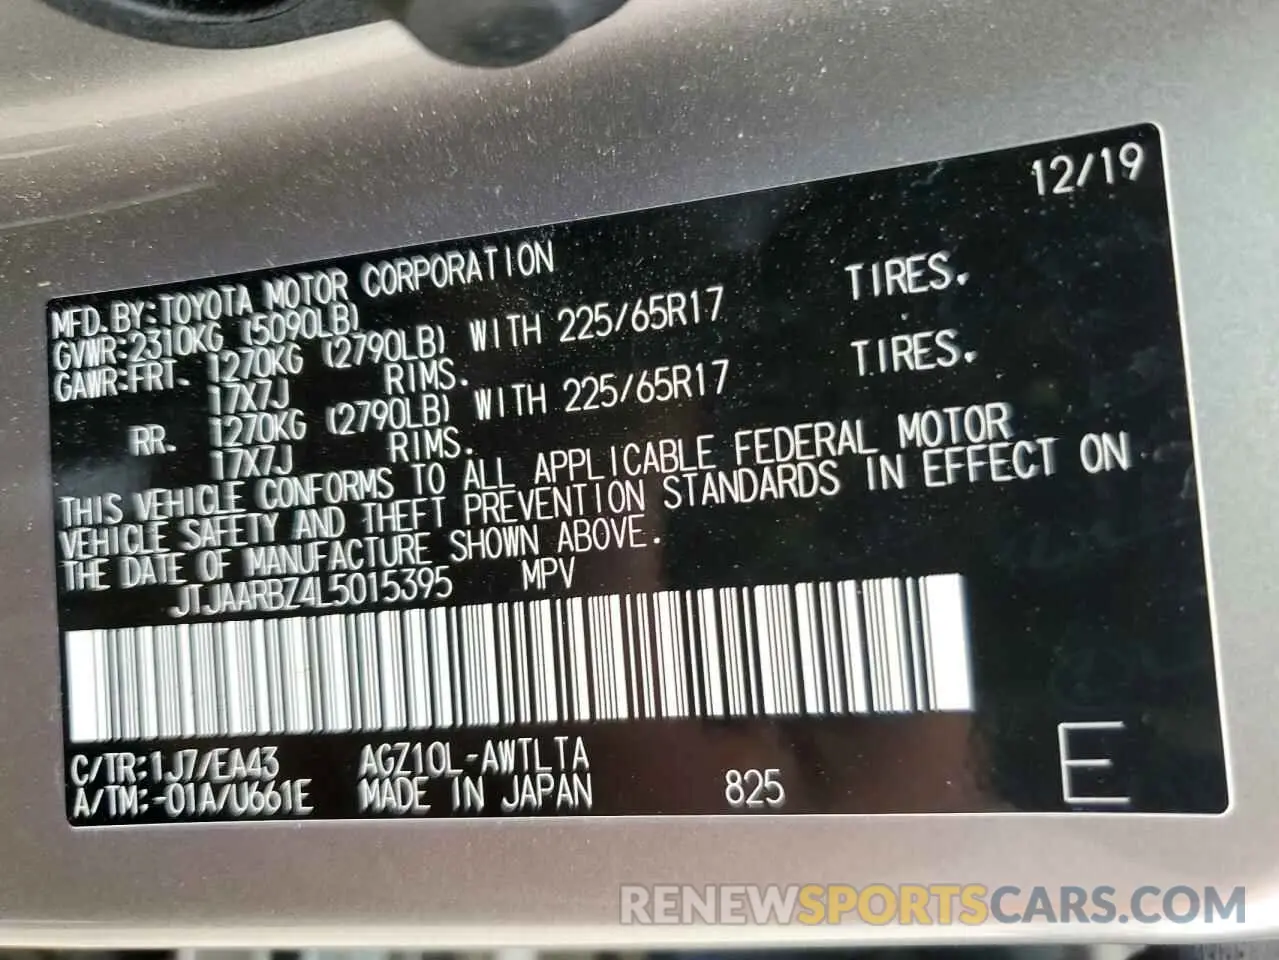 12/19
MFD. BY: TOYOTA MOTOR CORPORATION
GVWR: 2310KG (5090LB)
GAWR: FRT- 1270KG (2790LB) WITH 225/65R17 TIRES.
17X7J RIMS.
RR. 1270KG (2790LB) WITH 225/65R17 TIRES.
17X7J RIMS.
THIS VEHICLE CONFORMS TO ALL APPLICABLE FEDERAL MOTOR
VEHICLE SAFETY AND THEFT PREVENTION STANDARDS IN EFFECT ON
THE DATE OF MANUFACTURE SHOWN ABOVE.
JTJAARBZ4L5015395 MPV
C/TR: 1J7/EA43 AGZ10L-AWTLTA
A/TM: -01A/U661E MADE IN JAPAN 825 E
RENEWSPORTSCARS.COM